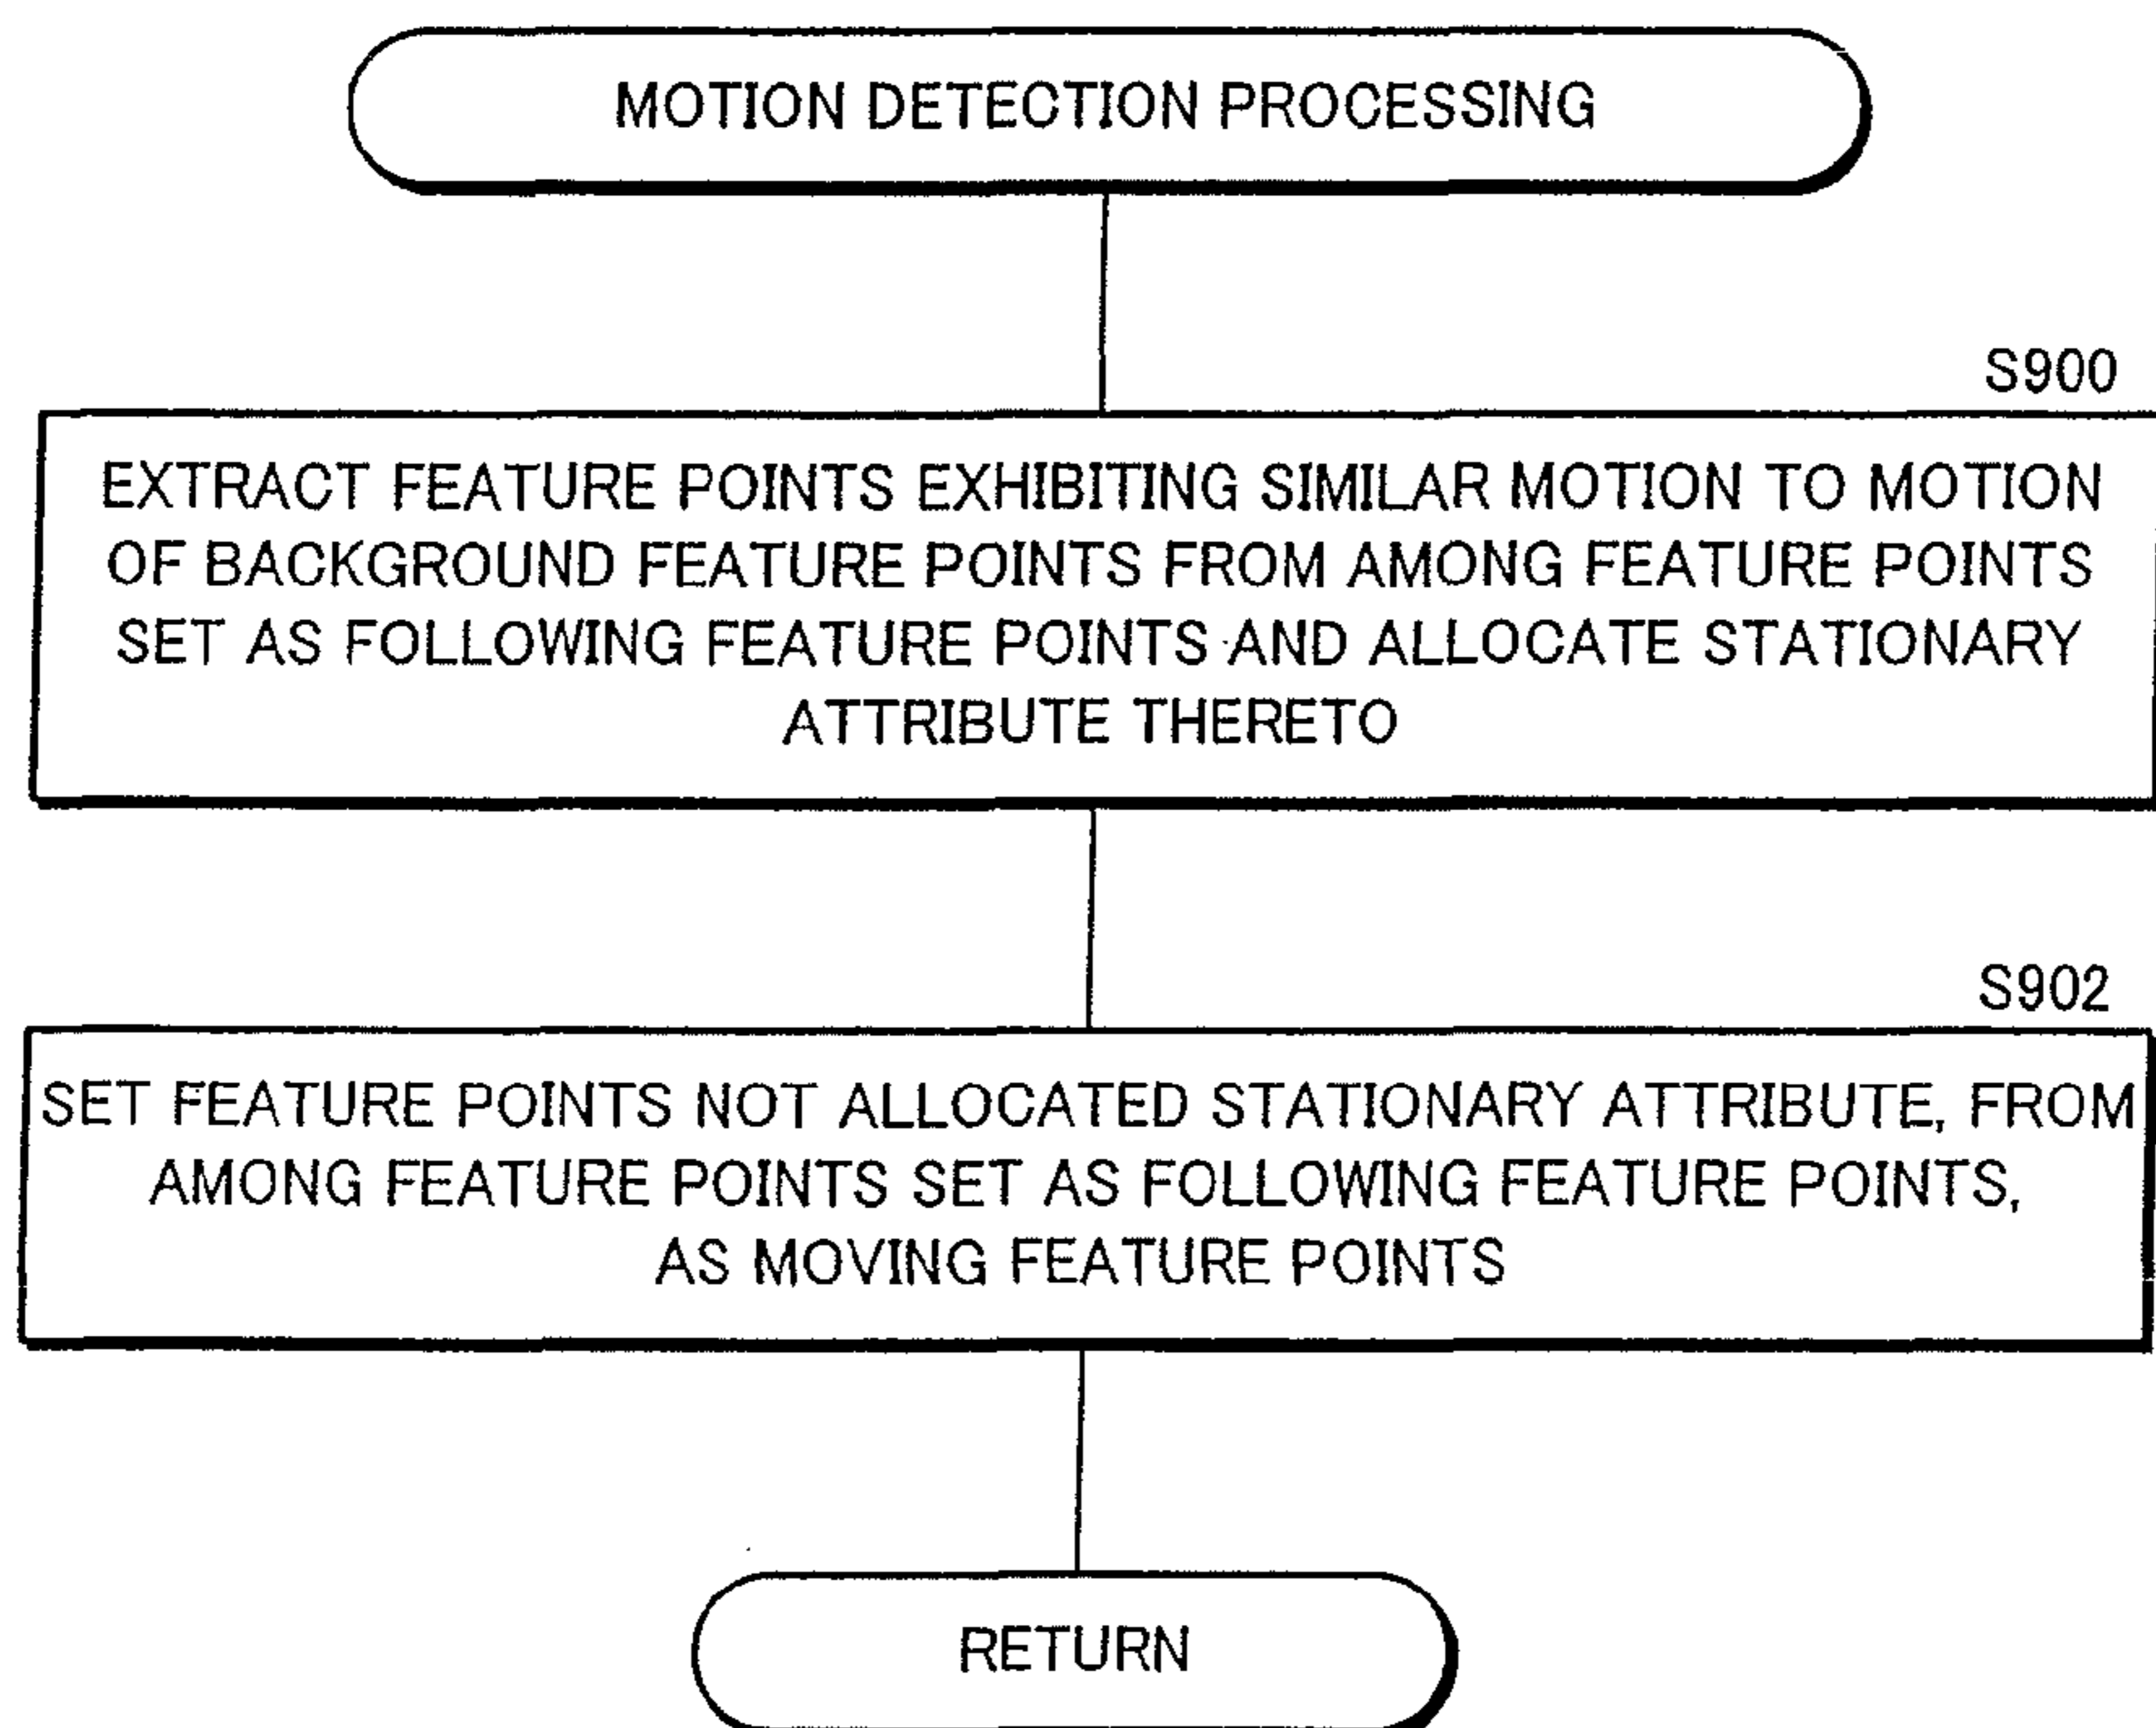 MOTION DETECTION PROCESSING
S900
EXTRACT FEATURE POINTS EXHIBITING SIMILAR MOTION TO MOTION
OF BACKGROUND FEATURE POINTS FROM AMONG FEATURE POINTS
SET AS FOLLOWING FEATURE POINTS AND ALLOCATE STATIONARY
ATTRIBUTE THERETO
S902
SET FEATURE POINTS NOT ALLOCATED STATIONARY ATTRIBUTE, FROM
AMONG FEATURE POINTS SET AS FOLLOWING FEATURE POINTS,
AS MOVING FEATURE POINTS
RETURN